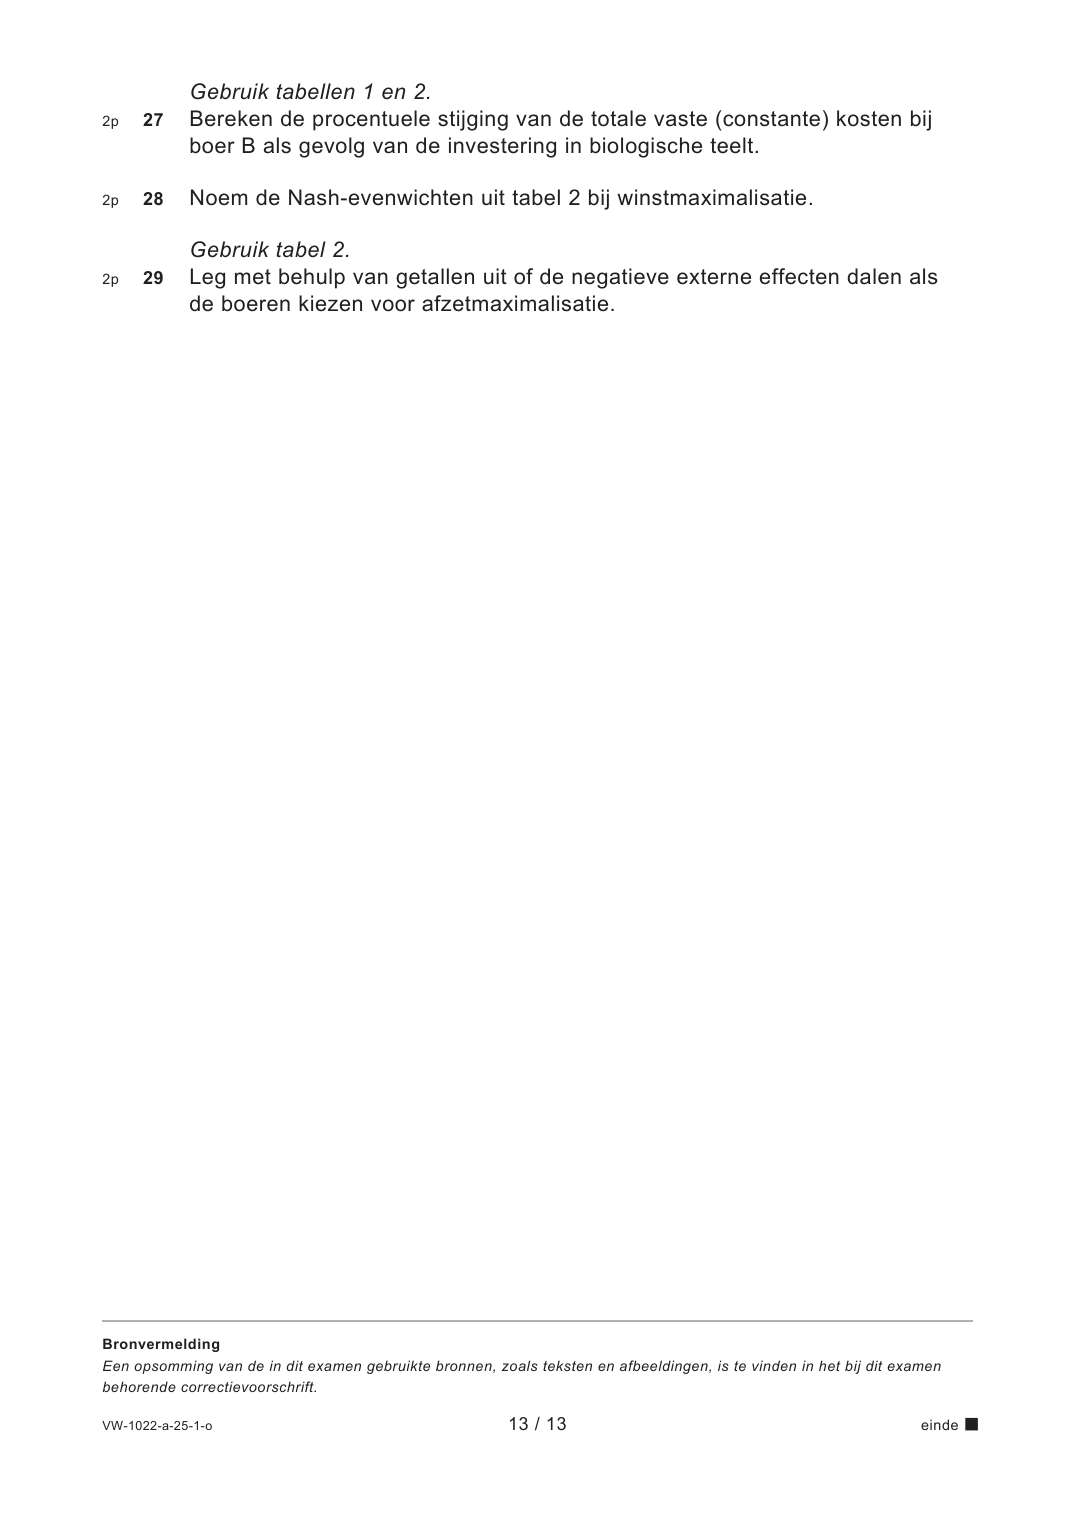 Gebruik tabellen 1 en 2.
2p 27 Bereken de procentuele stijging van de totale vaste (constante) kosten bij
boer B als gevolg van de investering in biologische teelt.
2p 28 Noem de Nash-evenwichten uit tabel 2 bij winstmaximalisatie.
Gebruik tabel 2.
2p 29 Leg met behulp van getallen uit of de negatieve externe effecten dalen als
de boeren kiezen voor afzetmaximalisatie.
Bronvermelding
Een opsomming van de in dit examen gebruikte bronnen, zoals teksten en afbeeldingen, is te vinden in het bij dit examen
behorende correctievoorschrift.
VW-1022-a-25-1-o 13 / 13 einde ■